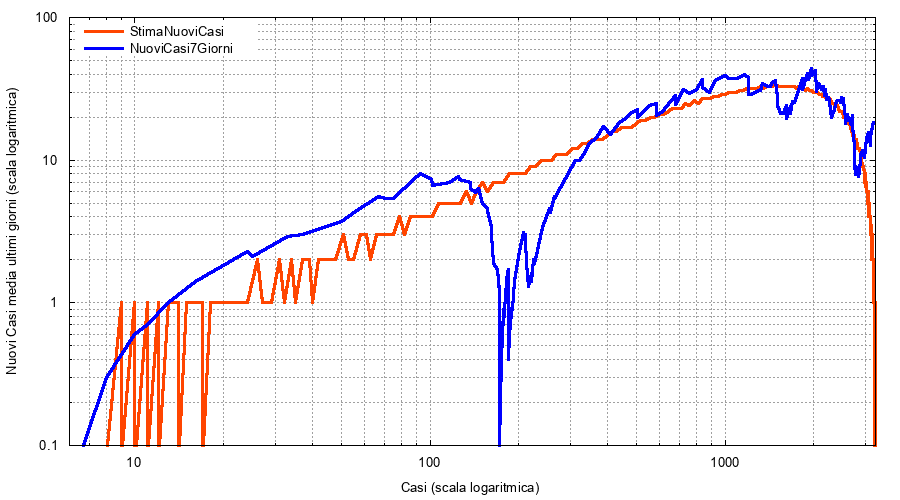 100
StimaNuoviCasi
NuoviCasi7Giorni
10
1
0.1
10
100
1000
Nuovi Casi media ultimi giorni (scala logaritmica)
Casi (scala logaritmica)